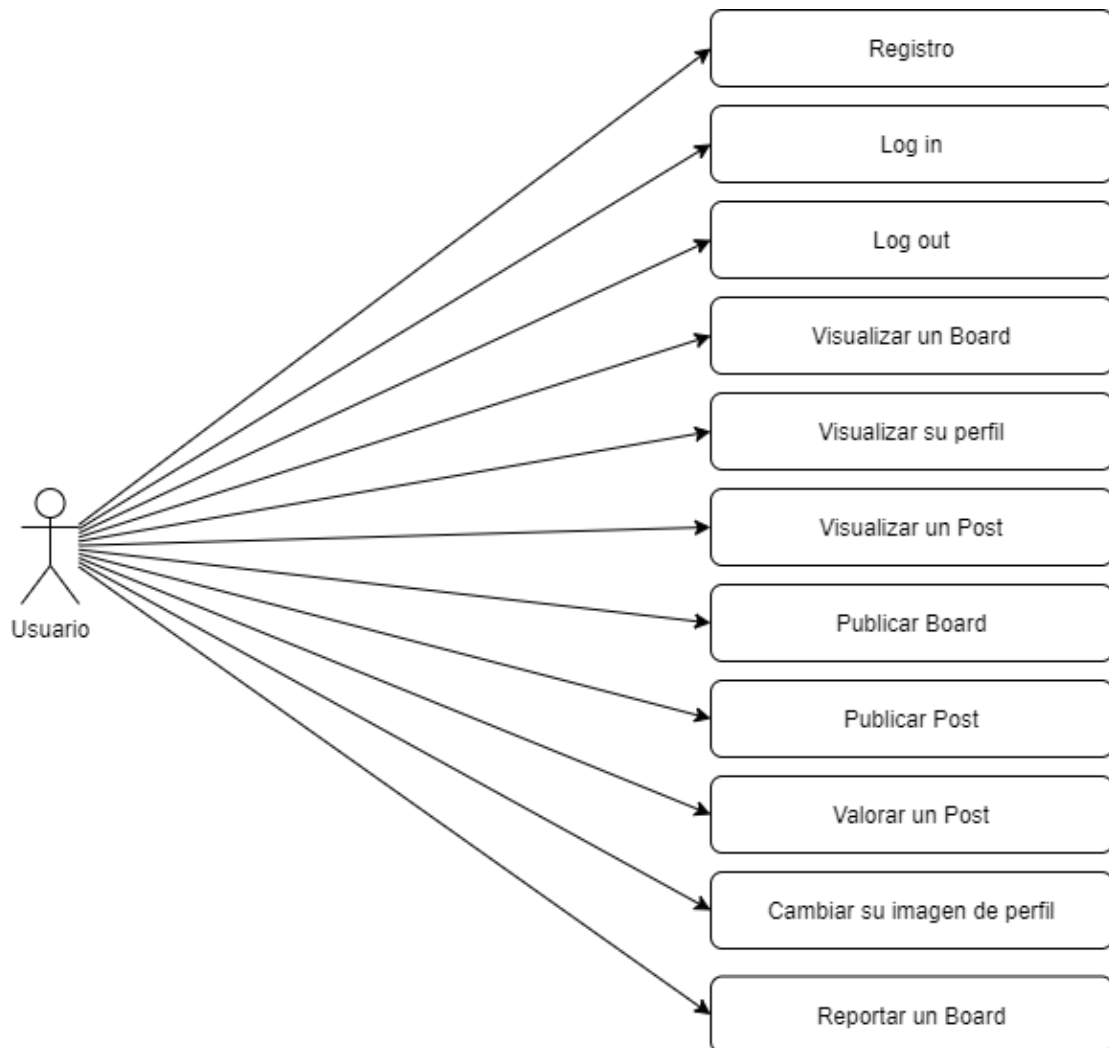 Registro
Log in
Log out
Visualizar un Board
Visualizar su perfil
Visualizar un Post
Usuario
Publicar Board
Publicar Post
Valorar un Post
Cambiar su imagen de perfil
Reportar un Board